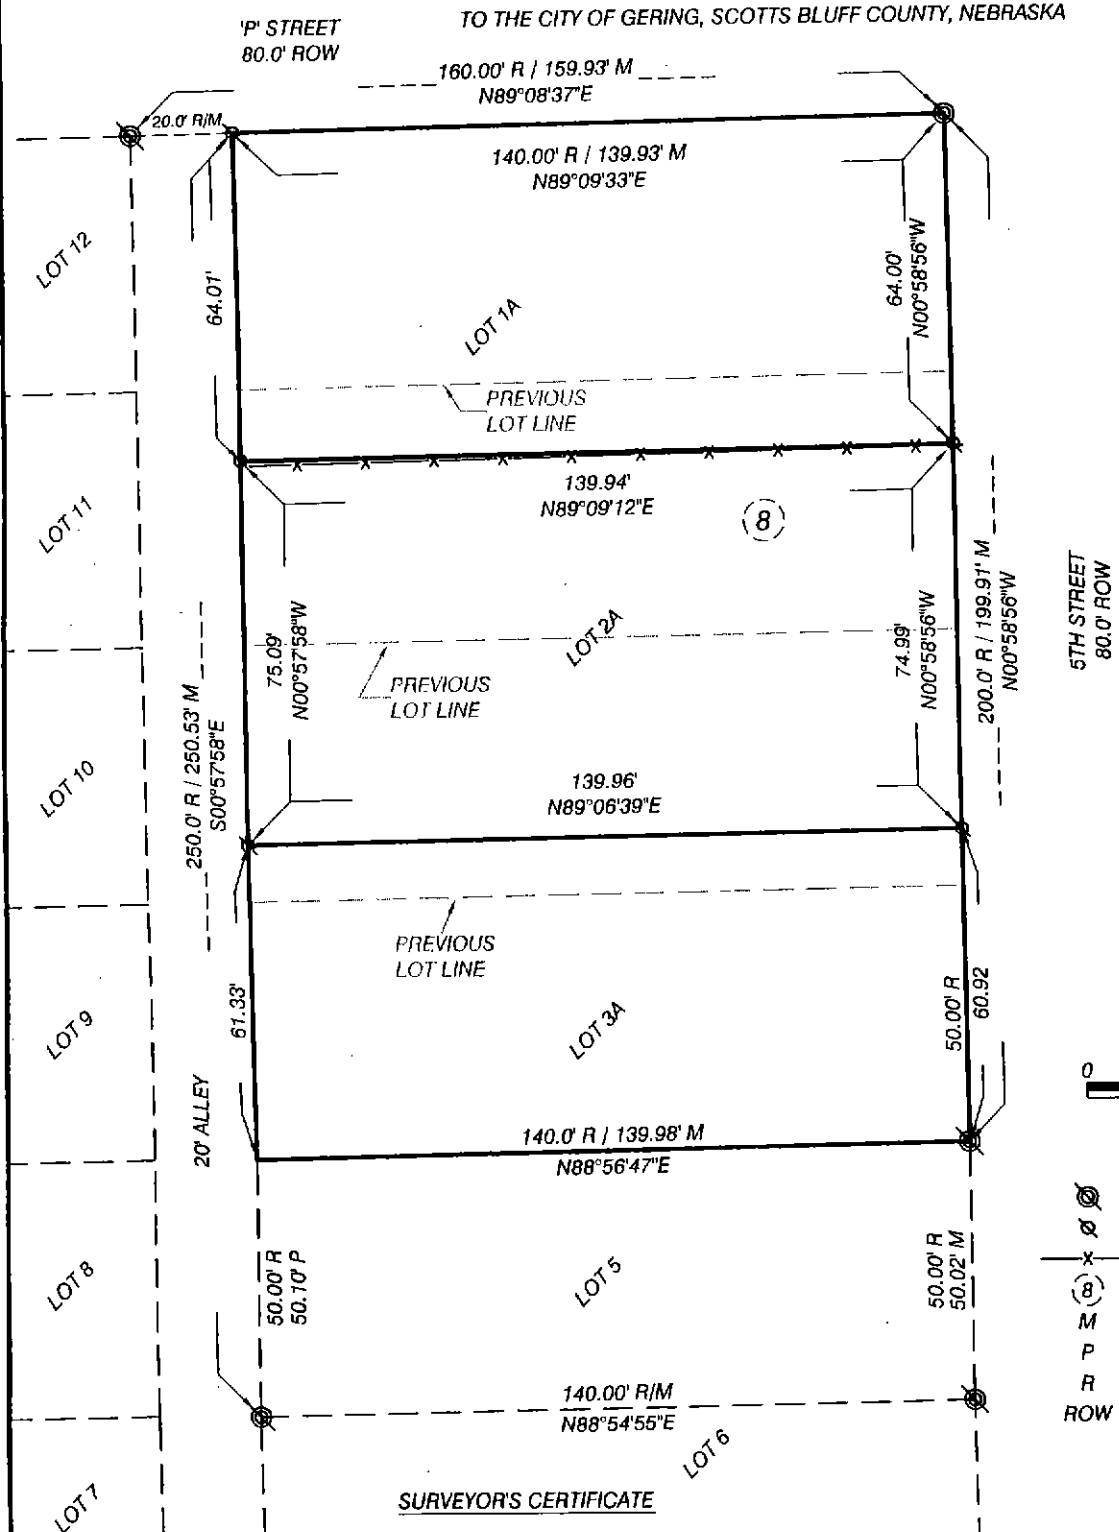 TO THE CITY OF GERING, SCOTTS BLUFF COUNTY, NEBRASKA
'P' STREET
80.0' ROW
160.00' R / 159.93' M
N89°08'37"E
20.0' R/M
140.00' R / 139.93' M
N89°09'33"E
LOT 12
64.01'
LOT 1A
64.00'
N00°58'56"W
PREVIOUS
LOT LINE
139.94'
N89°09'12"E
8
LOT 11
5TH STREET
80.0' ROW
200.0' R / 199.91' M
N00°58'56"W
75.09'
N00°57'58"W
LOT 2A
74.99'
N00°58'56"W
PREVIOUS
LOT LINE
250.0' R / 250.53' M
S00°57'58"E
LOT 10
139.96'
N89°06'39"E
PREVIOUS
LOT LINE
LOT 9
61.33'
LOT 3A
50.00' R
60.92
0
20' ALLEY
140.0' R / 139.98' M
N88°56'47"E
LOT 8
50.00' R
50.10' P
LOT 5
50.00' R
50.02' M
X
8
M
P
R
ROW
140.00' R/M
N88°54'55"E
LOT 6
LOT 7
SURVEYOR'S CERTIFICATE